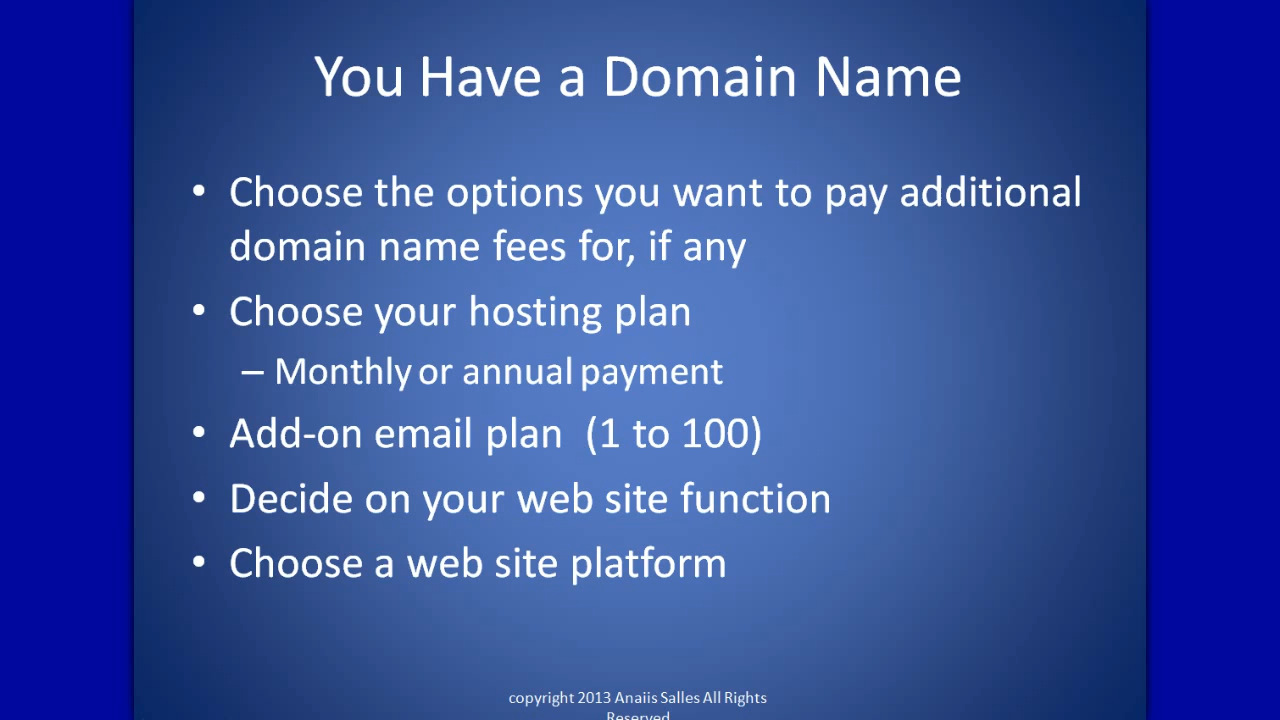 You Have a Domain Name
• Choose the options you want to pay additional
domain name fees for, if any
• Choose your hosting plan
– Monthly or annual payment
• Add-on email plan  (1 to 100)
• Decide on your web site function
• Choose a web site platform
copyright 2013 Anaiis Salles All Rights
Reserved